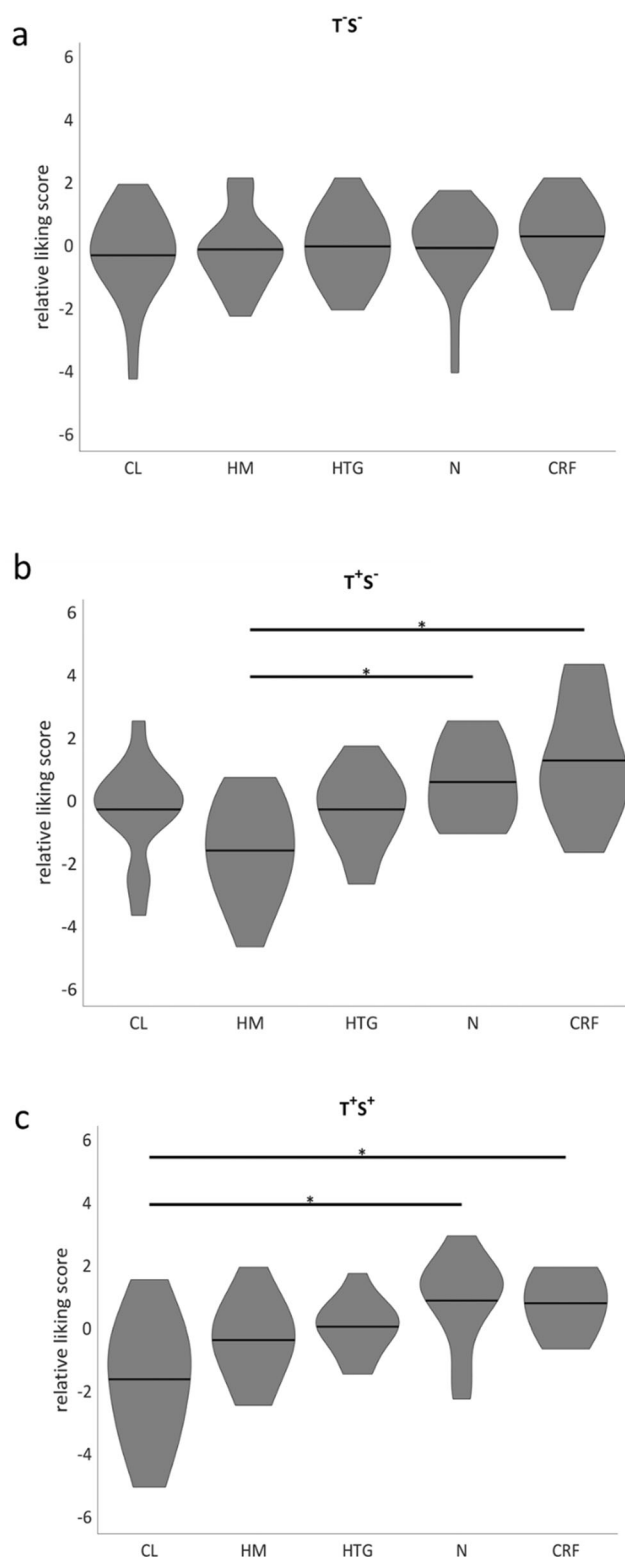 a
T⁻S⁻
relative liking score
6
4
2
0
-2
-4
-6
CL HM HTG N CRF
b
T⁺S⁻
relative liking score
6
4
2
0
-2
-4
-6
*
*
CL HM HTG N CRF
c
T⁺S⁺
relative liking score
6
4
2
0
-2
-4
-6
*
*
CL HM HTG N CRF